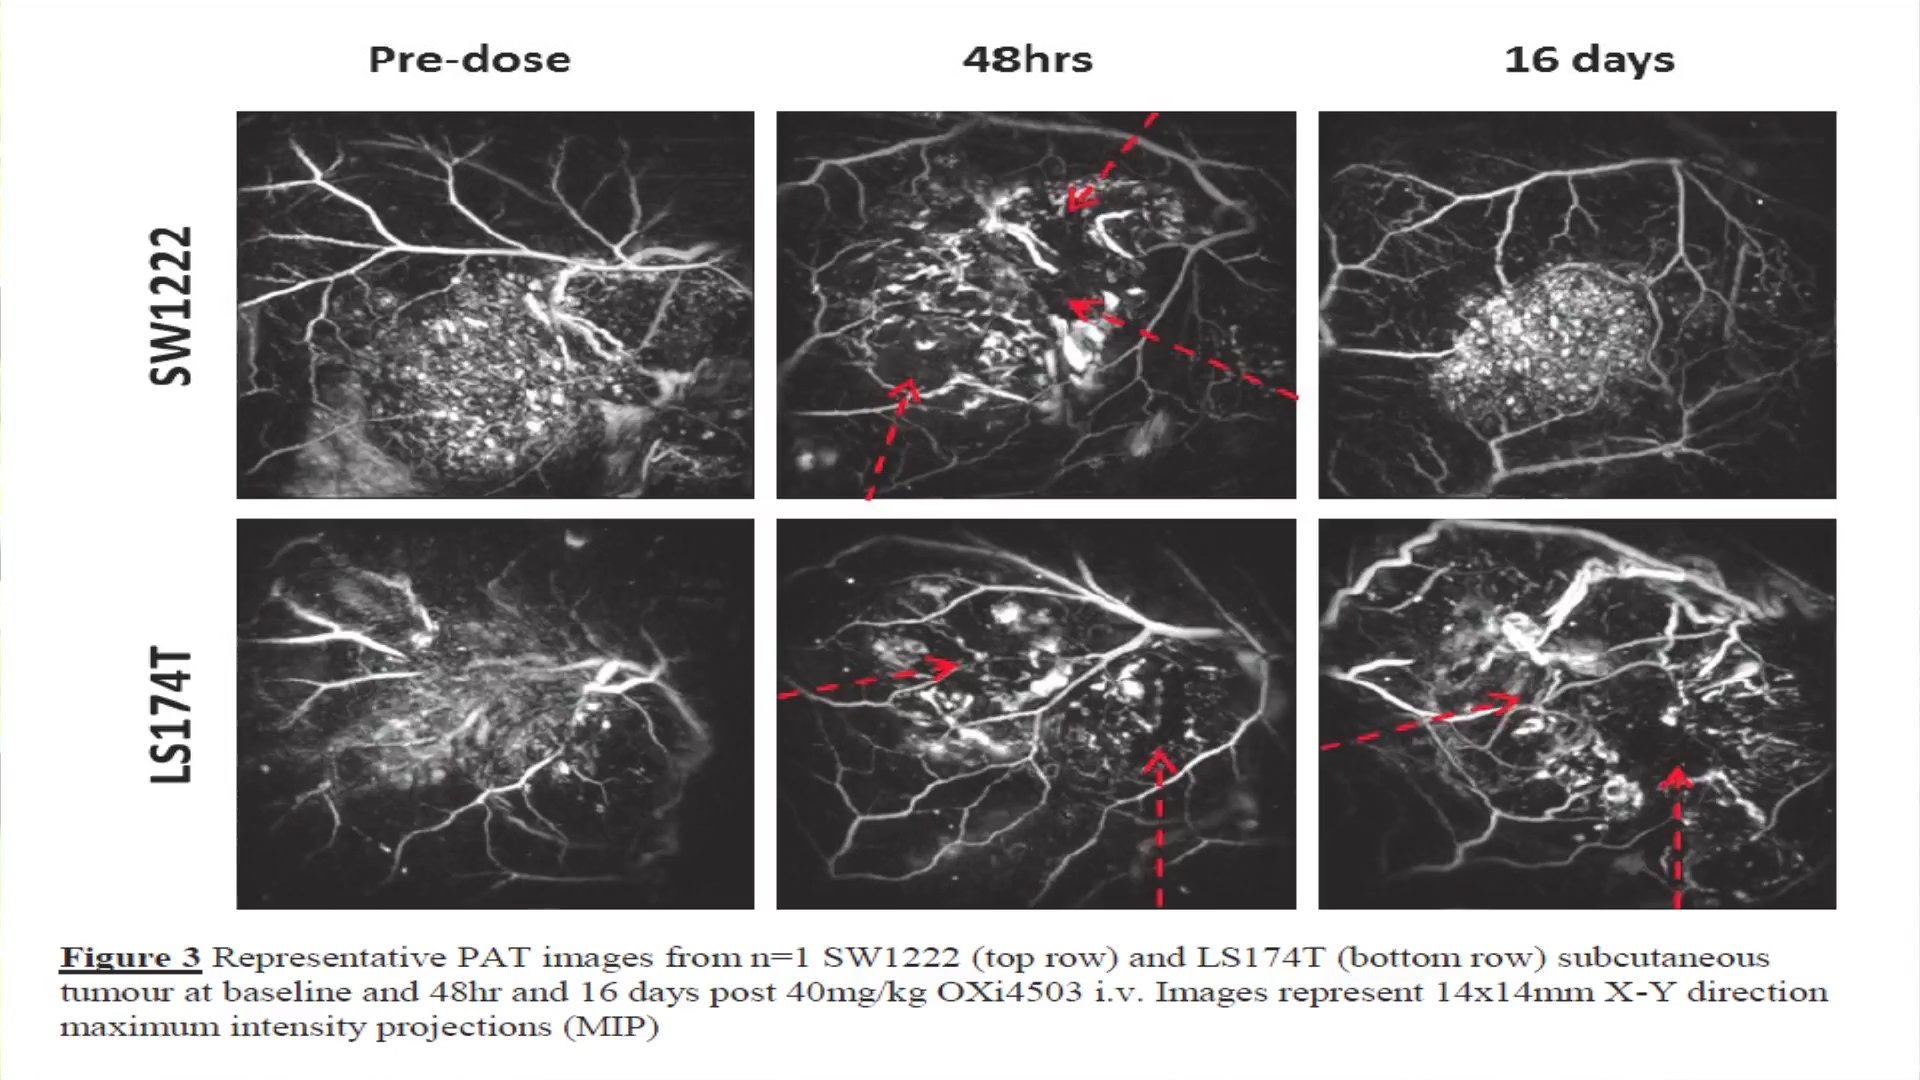 Pre-dose 48hrs 16 days
SW1222
LS174T
Figure 3 Representative PAT images from n=1 SW1222 (top row) and LS174T (bottom row) subcutaneous
tumour at baseline and 48hr and 16 days post 40mg/kg OXi4503 i.v. Images represent 14x14mm X-Y direction
maximum intensity projections (MIP)